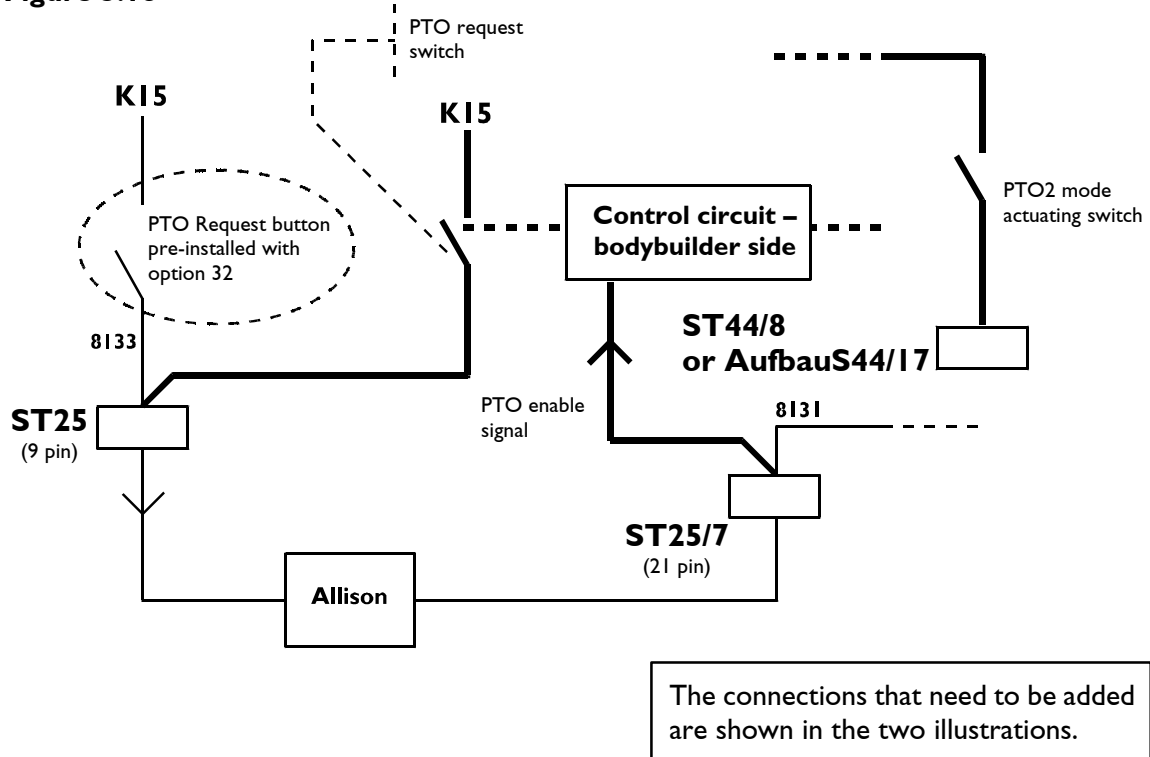 PTO request
switch
K15
K15
PTO Request button
pre-installed with
option 32
Control circuit –
bodybuilder side
PTO2 mode
actuating switch
8133
ST44/8
or AufbauS44/17
ST25
(9 pin)
PTO enable
signal
8131
ST25/7
(21 pin)
Allison
The connections that need to be added
are shown in the two illustrations.